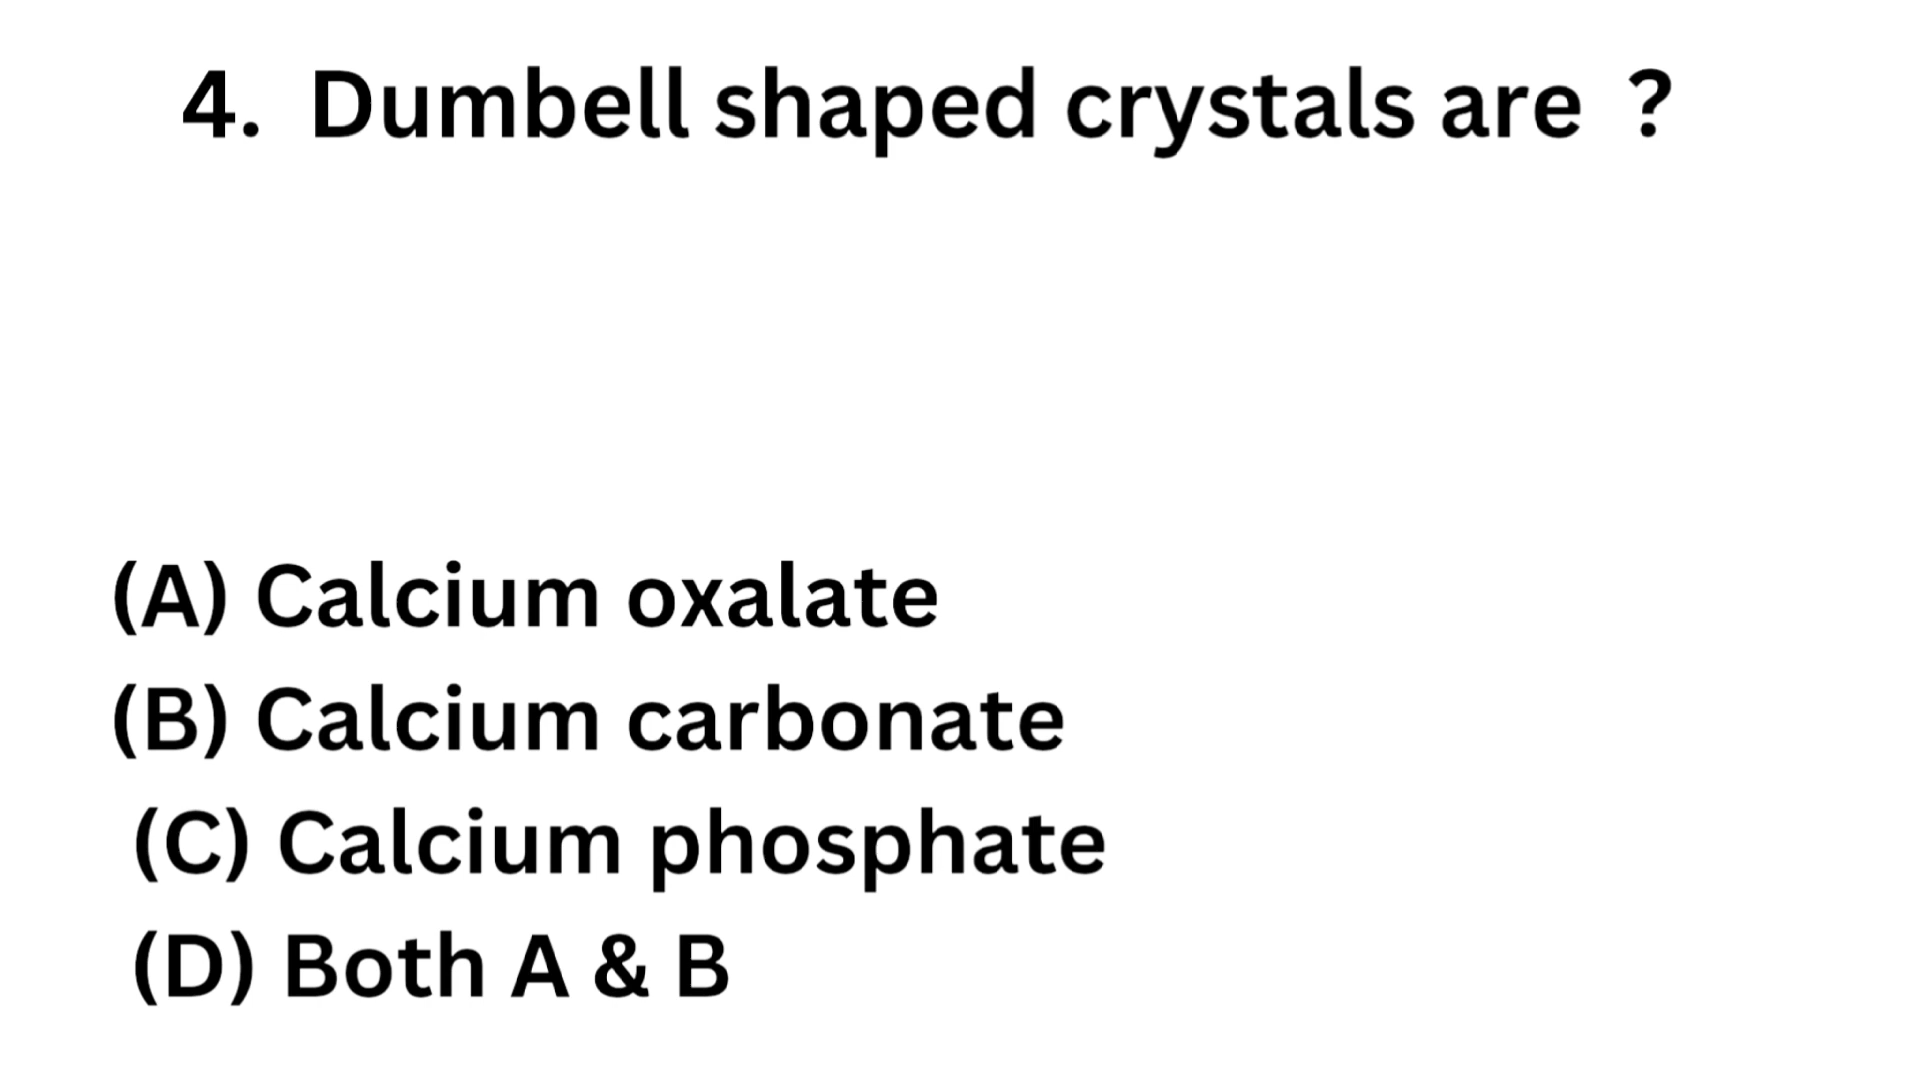 4. Dumbell shaped crystals are ?
(A) Calcium oxalate
(B) Calcium carbonate
(C) Calcium phosphate
(D) Both A & B